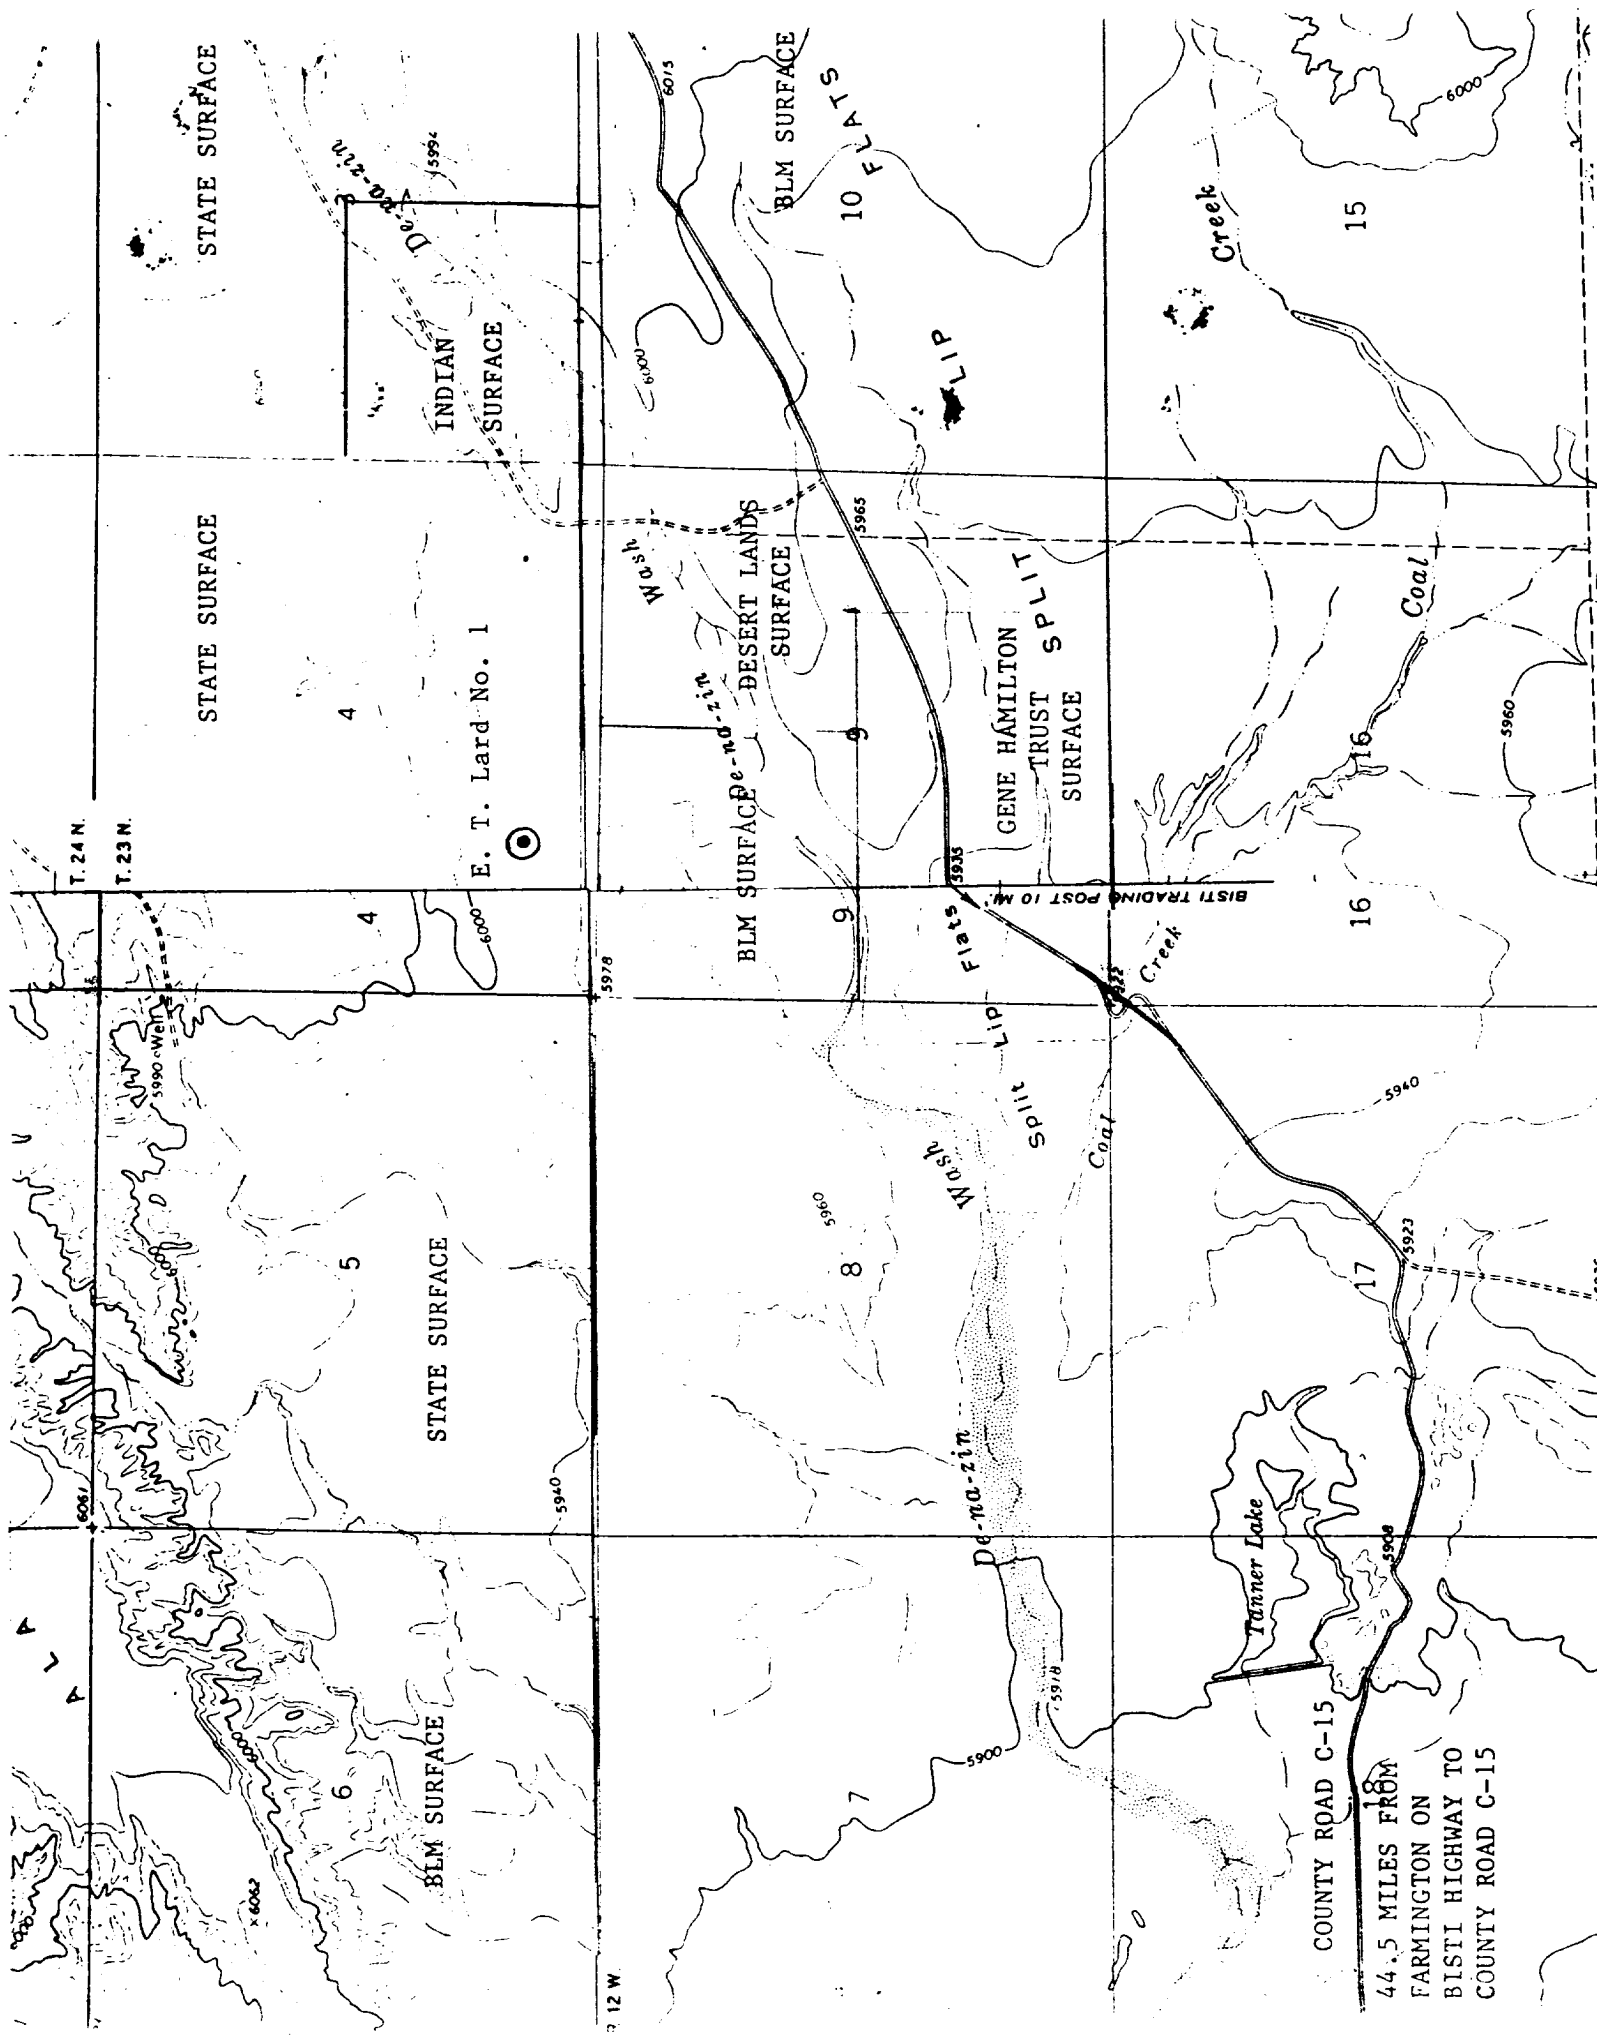 STATE SURFACE
STATE SURFACE
De-na-zin
5994
INDIAN
SURFACE
6015
BLM SURFACE
10
FLATS
6000
6000
Creek
15
LIP
4
E. T. Lard No. 1
Wash
De-na-zin
DESERT LANDS
SURFACE
5965
9
SPLIT
GENE HAMILTON
TRUST
SURFACE
Coal
16
5960
T. 24 N.
T. 23 N.
4
6000
5978
BLM SURFACE
9
5935
Flats
BISTI TRADING POST 10 MI.
Creek
16
5990
Well
6000
5
STATE SURFACE
5940
5960
8
Wash
Split
Lip
Coal
5940
5923
17
6061
De-na-zin
Tanner Lake
5908
6000
6
BLM SURFACE
x 6062
12 W.
7
5900
5918
18
COUNTY ROAD C-15
44.5 MILES FROM
FARMINGTON ON
BISTI HIGHWAY TO
COUNTY ROAD C-15